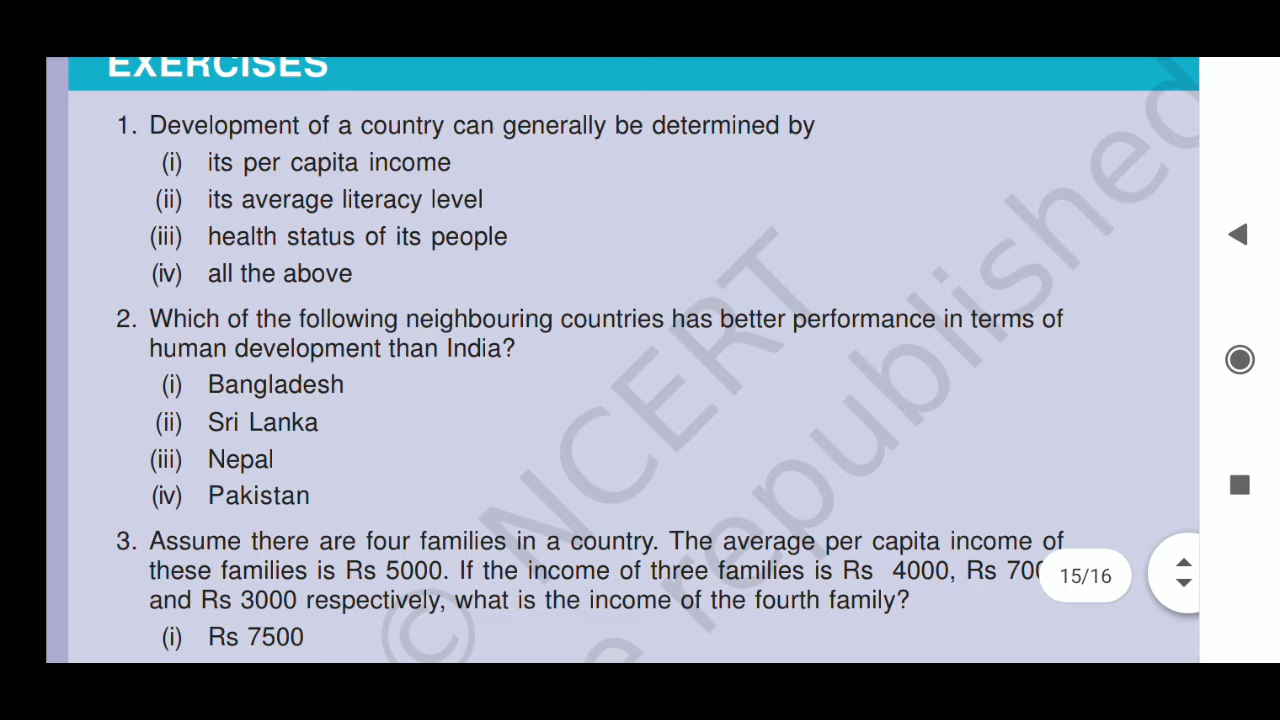 EXERCISES
1. Development of a country can generally be determined by
(i) its per capita income
(ii) its average literacy level
(iii) health status of its people
(iv) all the above
2. Which of the following neighbouring countries has better performance in terms of
human development than India?
(i) Bangladesh
(ii) Sri Lanka
(iii) Nepal
(iv) Pakistan
3. Assume there are four families in a country. The average per capita income of
these families is Rs 5000. If the income of three families is Rs 4000, Rs
and Rs 3000 respectively, what is the income of the fourth family?
(i) Rs 7500
15/16
© NCERT
republished